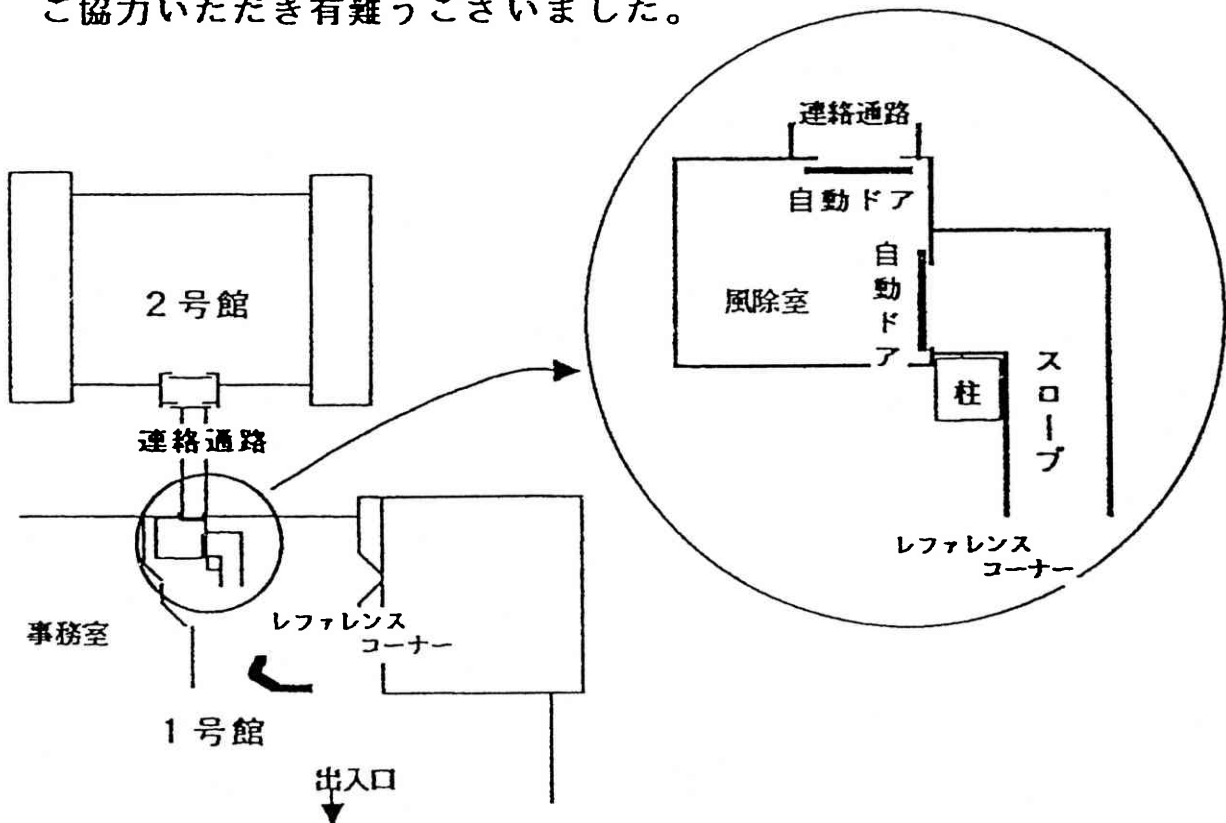 ご協力いただき有難うございました。
連絡通路
自動ドア
自動ドア
風除室
柱
スロープ
レファレンス
コーナー
2号館
連絡通路
事務室
レファレンス
コーナー
1号館
出入口